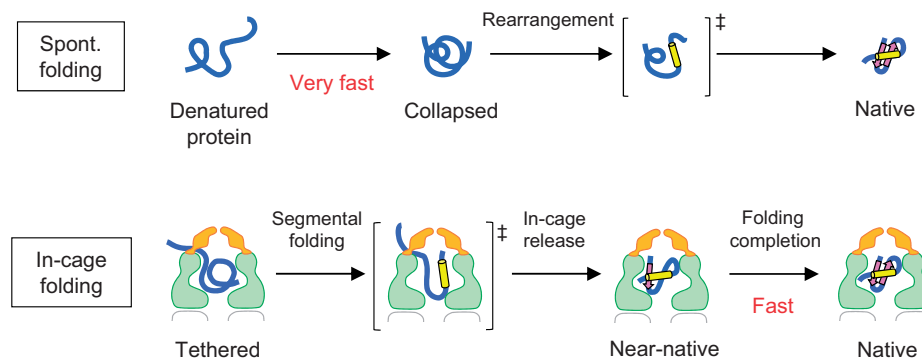 Spont.
folding
Denatured
protein
Very fast
Collapsed
Rearrangement
‡
Native
In-cage
folding
Tethered
Segmental
folding
‡
In-cage
release
Near-native
Folding
completion
Fast
Native